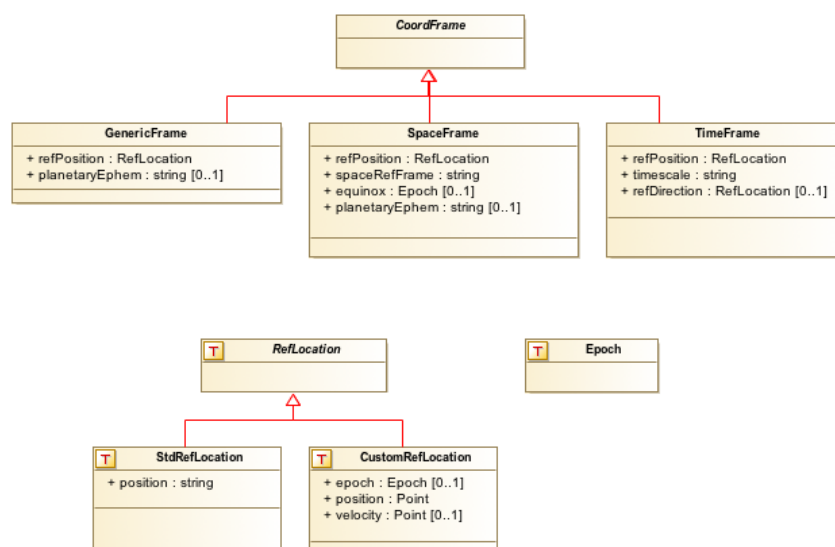 CoordFrame
GenericFrame
+ refPosition : RefLocation
+ planetaryEphem : string [0..1]
SpaceFrame
+ refPosition : RefLocation
+ spaceRefFrame : string
+ equinox : Epoch [0..1]
+ planetaryEphem : string [0..1]
TimeFrame
+ refPosition : RefLocation
+ timescale : string
+ refDirection : RefLocation [0..1]
T RefLocation
T Epoch
T StdRefLocation
+ position : string
T CustomRefLocation
+ epoch : Epoch [0..1]
+ position : Point
+ velocity : Point [0..1]